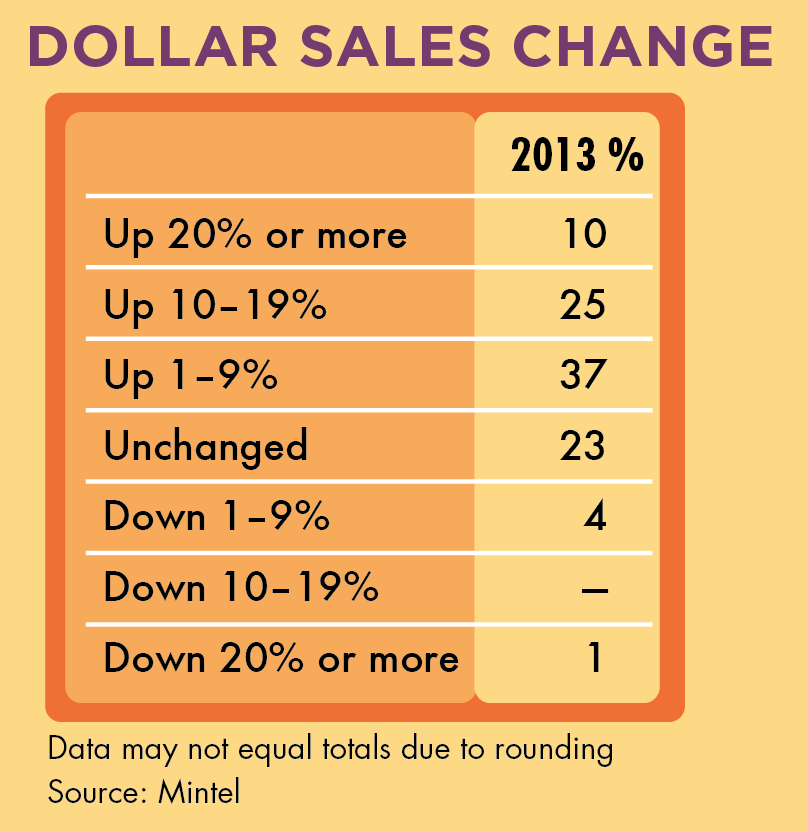 DOLLAR SALES CHANGE
2013 %
Up 20% or more 10
Up 10–19% 25
Up 1–9% 37
Unchanged 23
Down 1–9% 4
Down 10–19% —
Down 20% or more 1
Data may not equal totals due to rounding
Source: Mintel